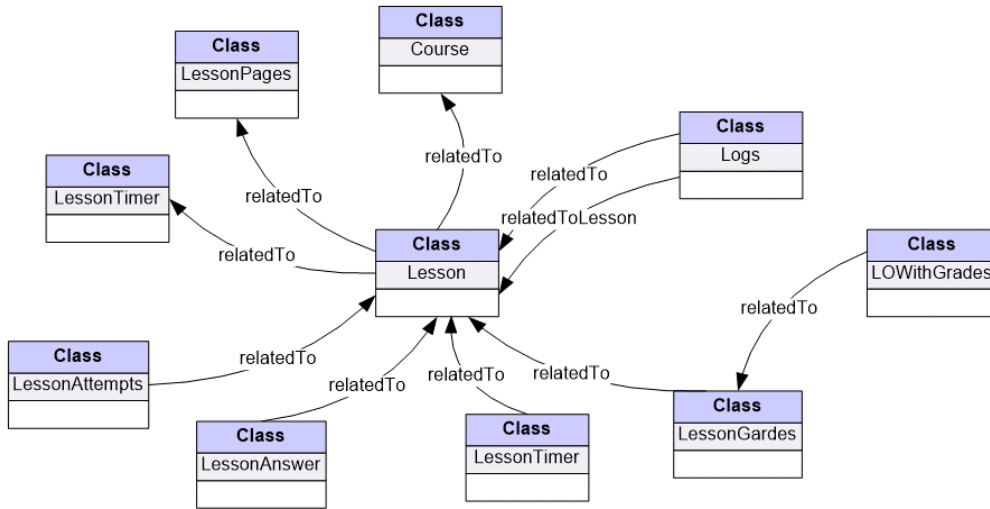 Class
Course
Class
LessonPages
Class
Logs
relatedTo
relatedTo
Class
LessonTimer
relatedTo
relatedToLesson
relatedTo
Class
Lesson
Class
LOWithGrades
relatedTo
Class
LessonAttempts
relatedTo
relatedTo
relatedTo
relatedTo
Class
LessonAnswer
Class
LessonTimer
Class
LessonGardes